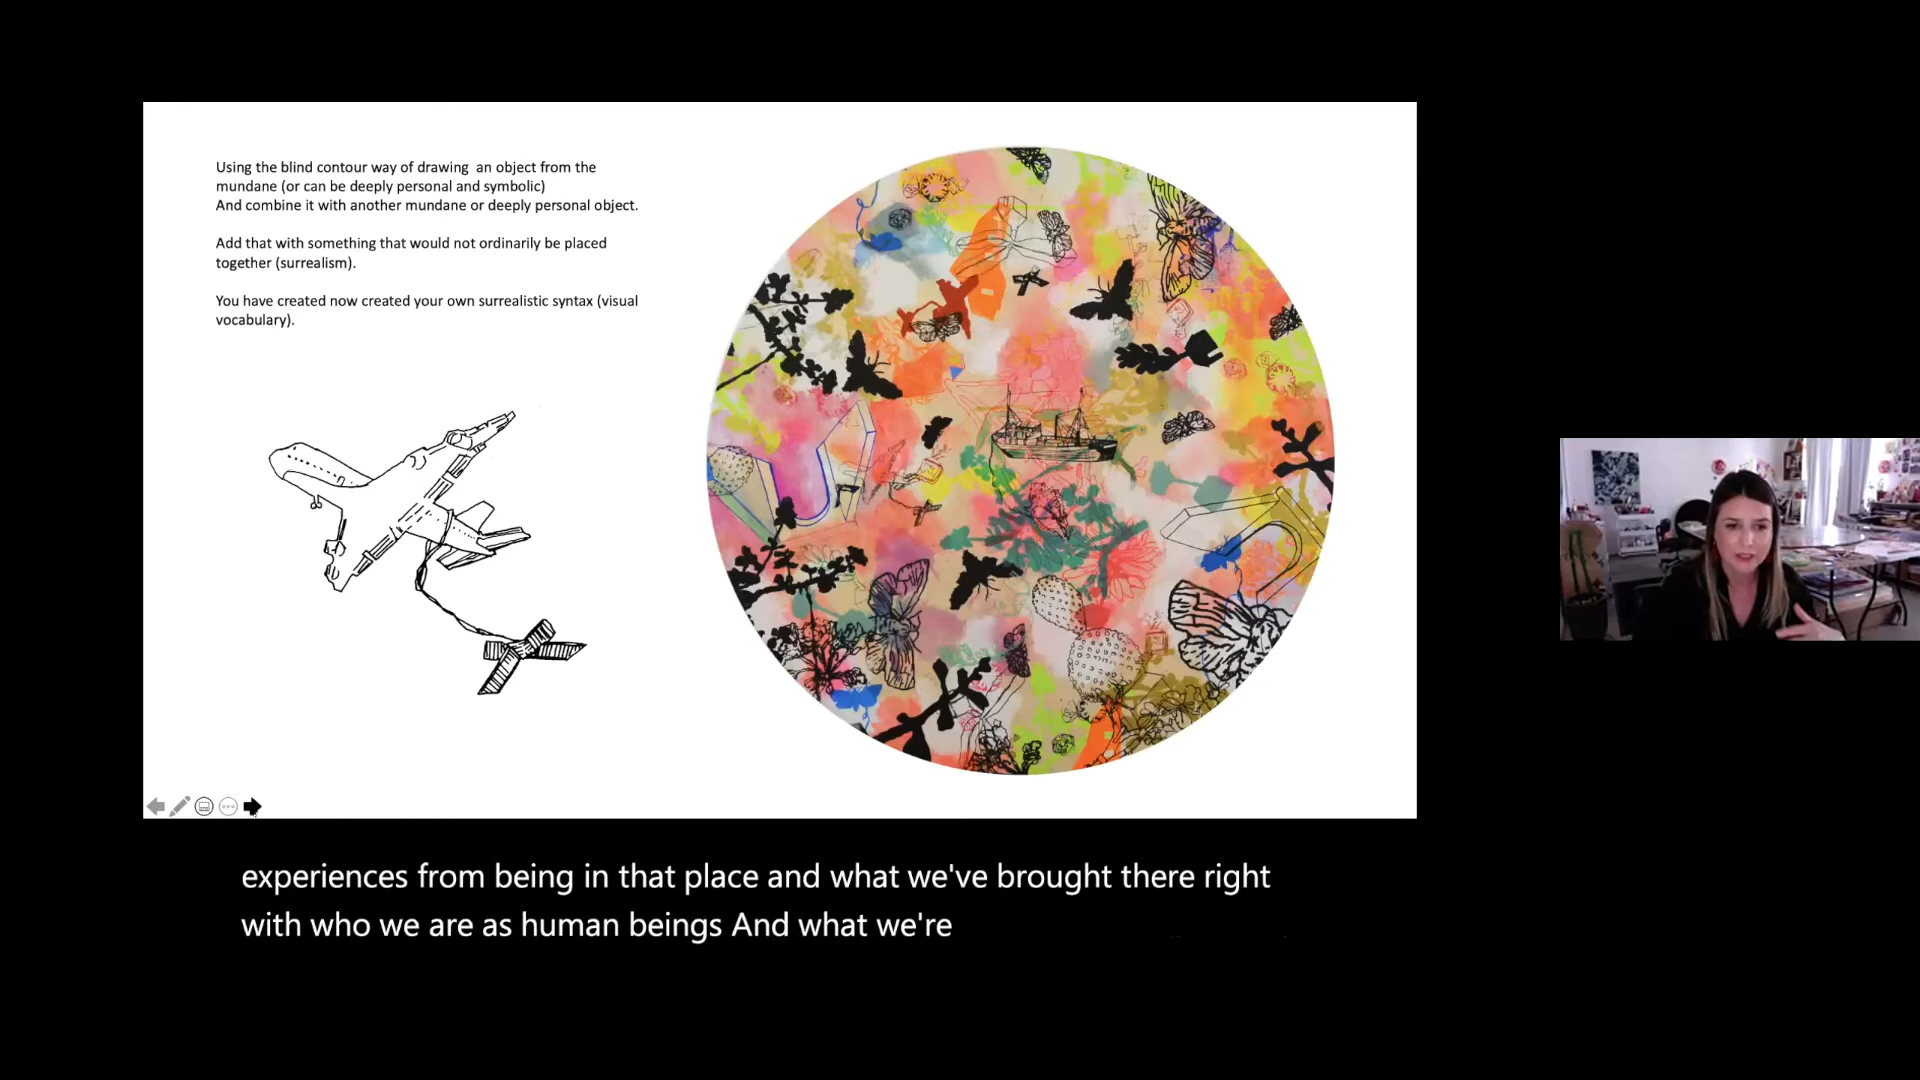 Using the blind contour way of drawing  an object from the
mundane (or can be deeply personal and symbolic)
And combine it with another mundane or deeply personal object.
Add that with something that would not ordinarily be placed
together (surrealism).
You have created now created your own surrealistic syntax (visual
vocabulary).
experiences from being in that place and what we've brought there right
with who we are as human beings And what we're